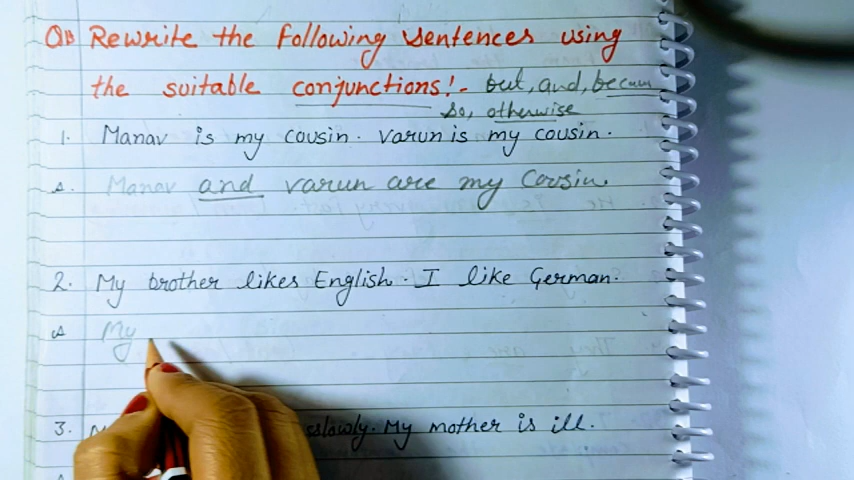 Q1) Rewrite the following sentences using
the suitable conjunctions!- but, and, becaus
so, otherwise
1. Manav is my cousin. Varun is my cousin.
A. Manav and varun are my Cousin.
2. My brother likes English. I like German.
A My
3. slowly. My mother is ill.